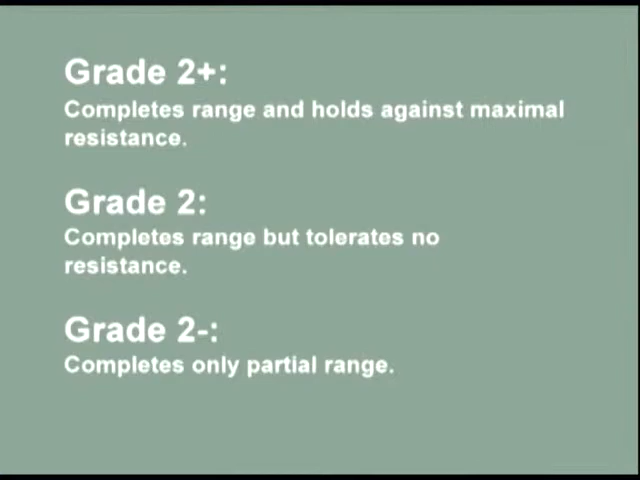 Grade 2+:
Completes range and holds against maximal
resistance.
Grade 2:
Completes range but tolerates no
resistance.
Grade 2-:
Completes only partial range.